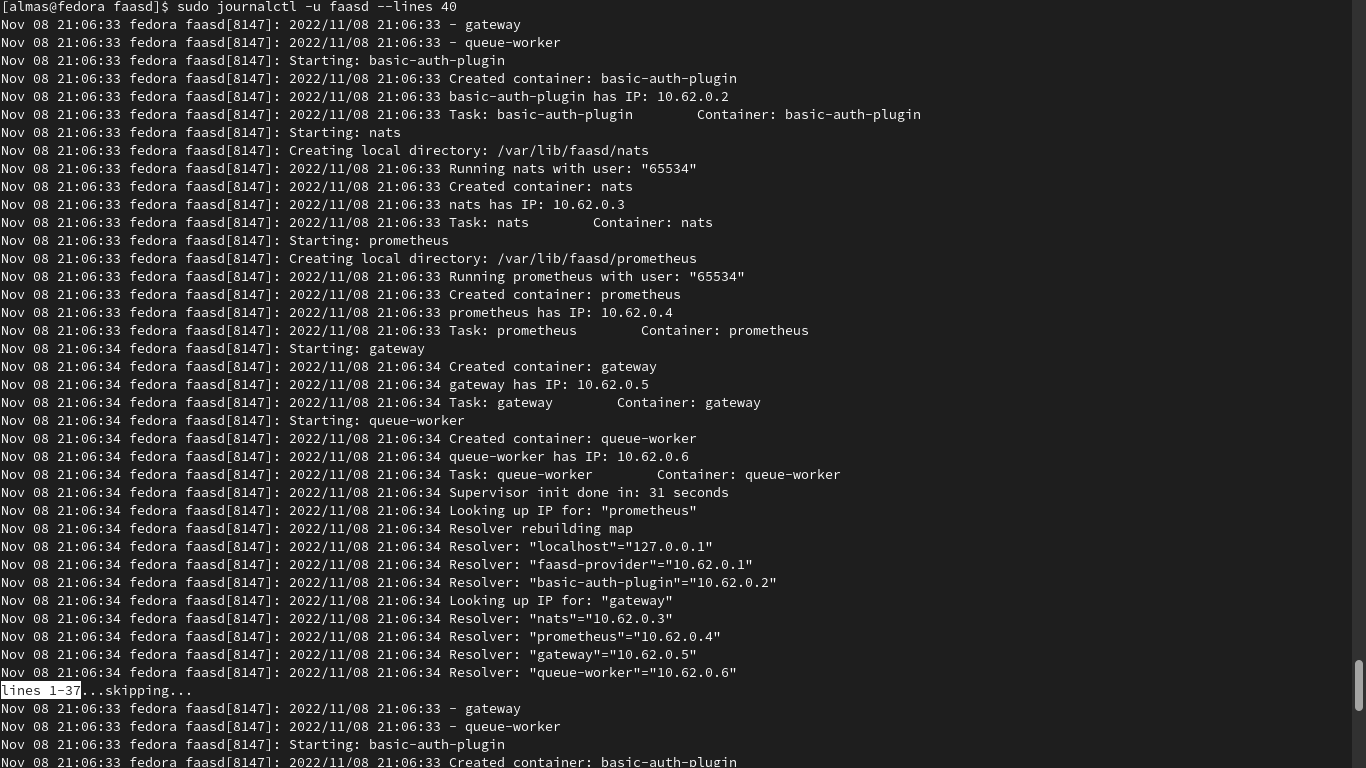 [almas@fedora faasd]$ sudo journalctl -u faasd --lines 40
Nov 08 21:06:33 fedora faasd[8147]: 2022/11/08 21:06:33 - gateway
Nov 08 21:06:33 fedora faasd[8147]: 2022/11/08 21:06:33 - queue-worker
Nov 08 21:06:33 fedora faasd[8147]: Starting: basic-auth-plugin
Nov 08 21:06:33 fedora faasd[8147]: 2022/11/08 21:06:33 Created container: basic-auth-plugin
Nov 08 21:06:33 fedora faasd[8147]: 2022/11/08 21:06:33 basic-auth-plugin has IP: 10.62.0.2
Nov 08 21:06:33 fedora faasd[8147]: 2022/11/08 21:06:33 Task: basic-auth-plugin        Container: basic-auth-plugin
Nov 08 21:06:33 fedora faasd[8147]: Starting: nats
Nov 08 21:06:33 fedora faasd[8147]: Creating local directory: /var/lib/faasd/nats
Nov 08 21:06:33 fedora faasd[8147]: 2022/11/08 21:06:33 Running nats with user: "65534"
Nov 08 21:06:33 fedora faasd[8147]: 2022/11/08 21:06:33 Created container: nats
Nov 08 21:06:33 fedora faasd[8147]: 2022/11/08 21:06:33 nats has IP: 10.62.0.3
Nov 08 21:06:33 fedora faasd[8147]: 2022/11/08 21:06:33 Task: nats        Container: nats
Nov 08 21:06:33 fedora faasd[8147]: Starting: prometheus
Nov 08 21:06:33 fedora faasd[8147]: Creating local directory: /var/lib/faasd/prometheus
Nov 08 21:06:33 fedora faasd[8147]: 2022/11/08 21:06:33 Running prometheus with user: "65534"
Nov 08 21:06:33 fedora faasd[8147]: 2022/11/08 21:06:33 Created container: prometheus
Nov 08 21:06:33 fedora faasd[8147]: 2022/11/08 21:06:33 prometheus has IP: 10.62.0.4
Nov 08 21:06:33 fedora faasd[8147]: 2022/11/08 21:06:33 Task: prometheus        Container: prometheus
Nov 08 21:06:34 fedora faasd[8147]: Starting: gateway
Nov 08 21:06:34 fedora faasd[8147]: 2022/11/08 21:06:34 Created container: gateway
Nov 08 21:06:34 fedora faasd[8147]: 2022/11/08 21:06:34 gateway has IP: 10.62.0.5
Nov 08 21:06:34 fedora faasd[8147]: 2022/11/08 21:06:34 Task: gateway        Container: gateway
Nov 08 21:06:34 fedora faasd[8147]: Starting: queue-worker
Nov 08 21:06:34 fedora faasd[8147]: 2022/11/08 21:06:34 Created container: queue-worker
Nov 08 21:06:34 fedora faasd[8147]: 2022/11/08 21:06:34 queue-worker has IP: 10.62.0.6
Nov 08 21:06:34 fedora faasd[8147]: 2022/11/08 21:06:34 Task: queue-worker        Container: queue-worker
Nov 08 21:06:34 fedora faasd[8147]: 2022/11/08 21:06:34 Supervisor init done in: 31 seconds
Nov 08 21:06:34 fedora faasd[8147]: 2022/11/08 21:06:34 Looking up IP for: "prometheus"
Nov 08 21:06:34 fedora faasd[8147]: 2022/11/08 21:06:34 Resolver rebuilding map
Nov 08 21:06:34 fedora faasd[8147]: 2022/11/08 21:06:34 Resolver: "localhost"="127.0.0.1"
Nov 08 21:06:34 fedora faasd[8147]: 2022/11/08 21:06:34 Resolver: "faasd-provider"="10.62.0.1"
Nov 08 21:06:34 fedora faasd[8147]: 2022/11/08 21:06:34 Resolver: "basic-auth-plugin"="10.62.0.2"
Nov 08 21:06:34 fedora faasd[8147]: 2022/11/08 21:06:34 Looking up IP for: "gateway"
Nov 08 21:06:34 fedora faasd[8147]: 2022/11/08 21:06:34 Resolver: "nats"="10.62.0.3"
Nov 08 21:06:34 fedora faasd[8147]: 2022/11/08 21:06:34 Resolver: "prometheus"="10.62.0.4"
Nov 08 21:06:34 fedora faasd[8147]: 2022/11/08 21:06:34 Resolver: "gateway"="10.62.0.5"
Nov 08 21:06:34 fedora faasd[8147]: 2022/11/08 21:06:34 Resolver: "queue-worker"="10.62.0.6"
lines 1-37...skipping...
Nov 08 21:06:33 fedora faasd[8147]: 2022/11/08 21:06:33 - gateway
Nov 08 21:06:33 fedora faasd[8147]: 2022/11/08 21:06:33 - queue-worker
Nov 08 21:06:33 fedora faasd[8147]: Starting: basic-auth-plugin
Nov 08 21:06:33 fedora faasd[8147]: 2022/11/08 21:06:33 Created container: basic-auth-plugin